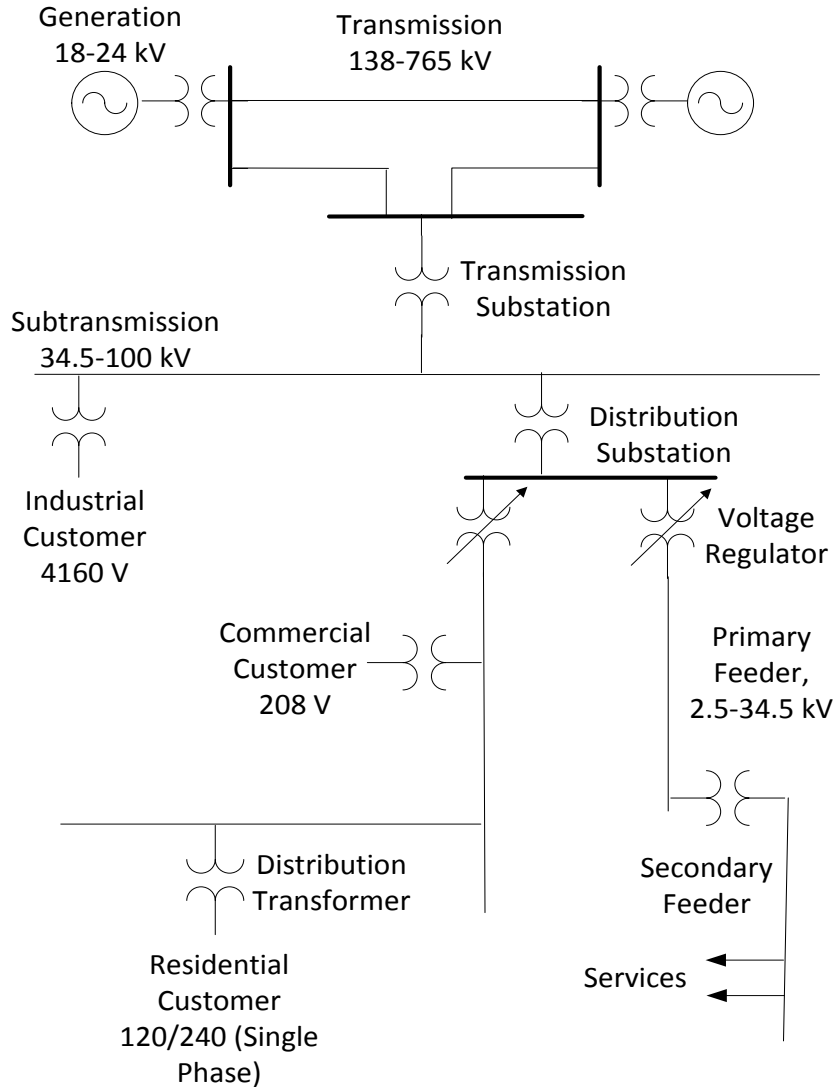 Generation
18-24 kV
Transmission
138-765 kV
Transmission
Substation
Subtransmission
34.5-100 kV
Distribution
Substation
Industrial
Customer
4160 V
Voltage
Regulator
Commercial
Customer
208 V
Primary
Feeder,
2.5-34.5 kV
Distribution
Transformer
Secondary
Feeder
Residential
Customer
120/240 (Single
Phase)
Services